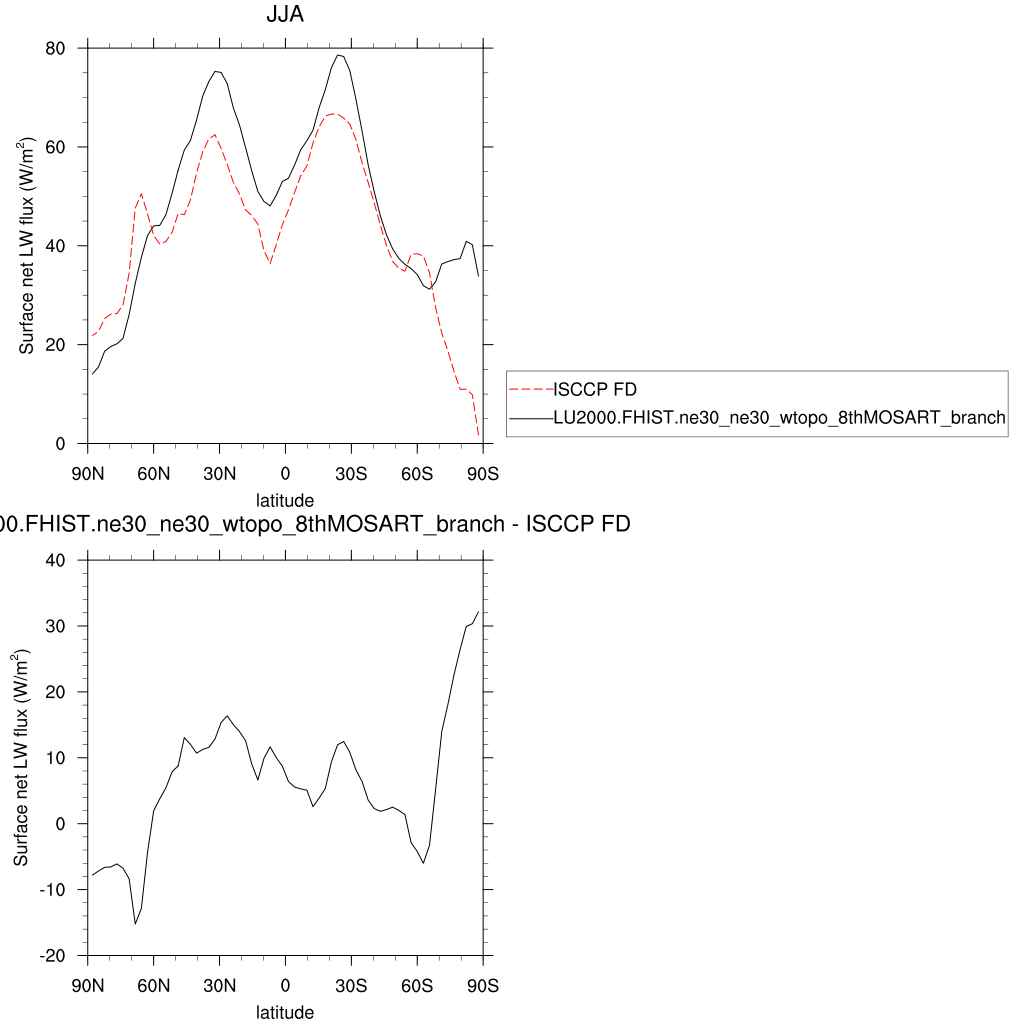 JJA
Surface net LW flux (W/m²)
80
60
40
20
0
90N 60N 30N 0 30S 60S 90S
latitude
ISCCP FD
LU2000.FHIST.ne30_ne30_wtopo_8thMOSART_branch
00.FHIST.ne30_ne30_wtopo_8thMOSART_branch - ISCCP FD
Surface net LW flux (W/m²)
40
30
20
10
0
-10
-20
90N 60N 30N 0 30S 60S 90S
latitude